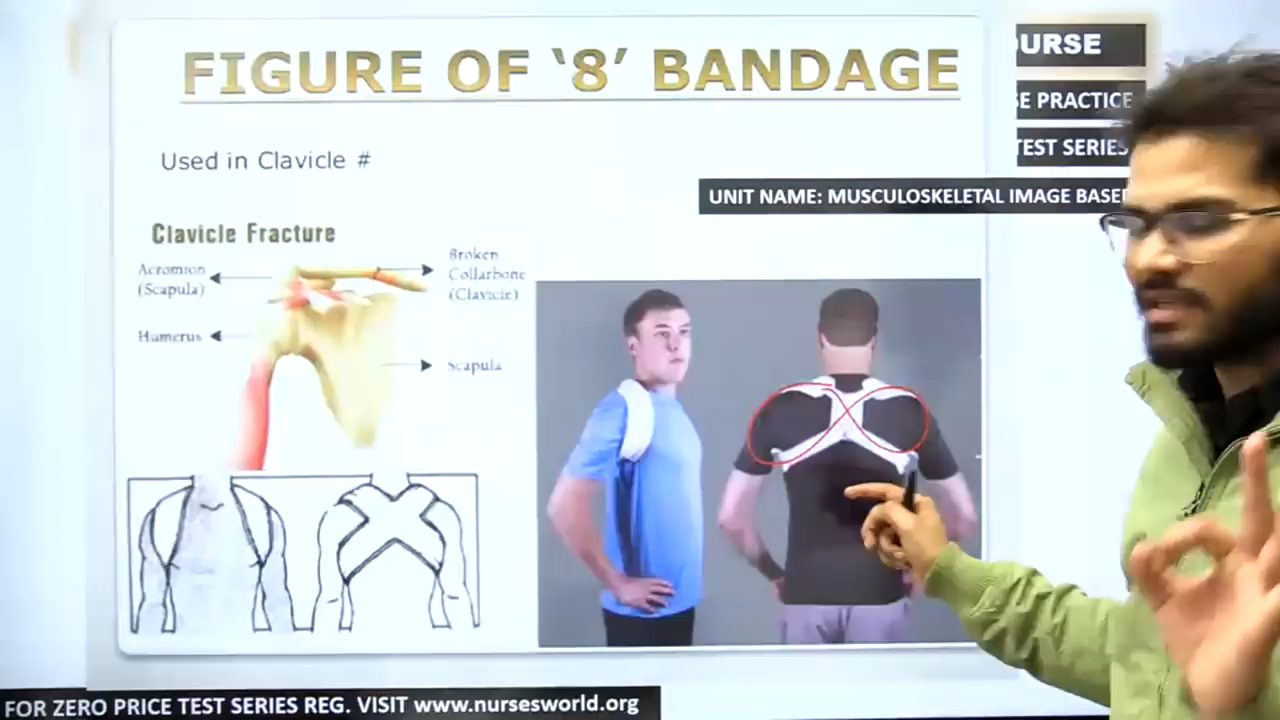 FIGURE OF ‘8’ BANDAGE
Used in Clavicle #
Clavicle Fracture
Acromion
(Scapula)
Humerus
Broken
Collarbone
(Clavicle)
Scapula
URSE
SE PRACTICE
TEST SERIES
UNIT NAME: MUSCULOSKELETAL IMAGE BASE
FOR ZERO PRICE TEST SERIES REG. VISIT www.nursesworld.org